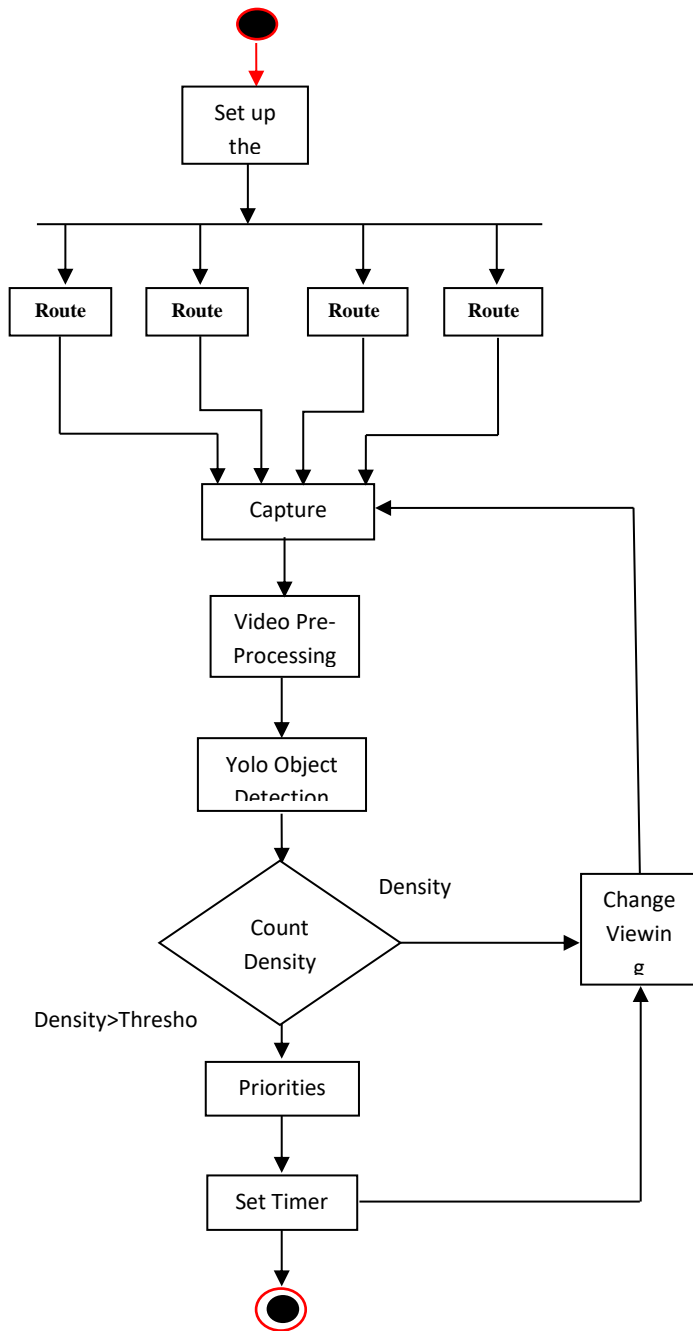 Set up
the
Route
Route
Route
Route
Capture
Video Pre-
Processing
Yolo Object
Detection
Density
Count
Density
Change
Viewin
g
Density>Thresho
Priorities
Set Timer